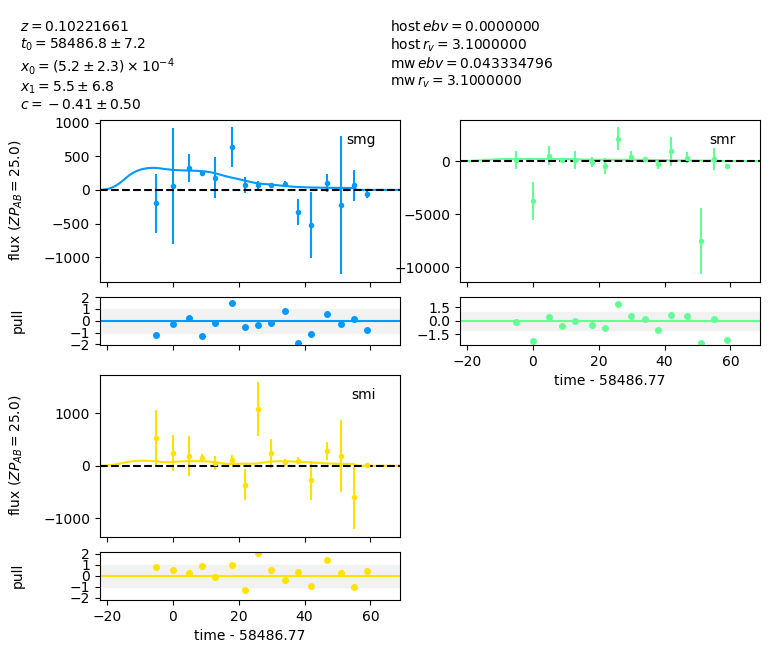 z = 0.10221661
t₀ = 58486.8 ± 7.2
x₀ = (5.2 ± 2.3) × 10⁻⁴
x₁ = 5.5 ± 6.8
c = −0.41 ± 0.50
host ebv = 0.0000000
host r_v = 3.1000000
mw ebv = 0.043334796
mw r_v = 3.1000000
smg
1000
500
0
−500
−1000
flux (ZP_AB = 25.0)
2
1
0
−1
−2
pull
smr
0
−5000
−10000
1.5
0.0
−1.5
−20
0
20
40
60
time - 58486.77
smi
1000
0
−1000
flux (ZP_AB = 25.0)
2
1
0
−1
−2
pull
−20
0
20
40
60
time - 58486.77